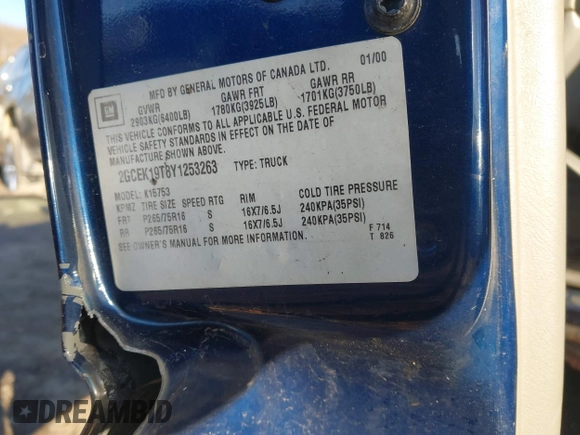 MFD BY GENERAL MOTORS OF CANADA LTD. 01/00
GM
GVWR GAWR FRT GAWR RR
2903KG(6400LB) 1780KG(3925LB) 1701KG(3750LB)
THIS VEHICLE CONFORMS TO ALL APPLICABLE U.S. FEDERAL MOTOR
VEHICLE SAFETY STANDARDS IN EFFECT ON THE DATE OF
MANUFACTURE SHOWN ABOVE.
2GCEK19T8Y1253263 TYPE: TRUCK
MODEL: K15753
KPMZ TIRE SIZE SPEED RTG RIM COLD TIRE PRESSURE
FRT P265/75R16 S 16X7/6.5J 240KPA(35PSI)
RR P265/75R16 S 16X7/6.5J 240KPA(35PSI)
SEE OWNER'S MANUAL FOR MORE INFORMATION.
F 714
T 826
DREAMBID